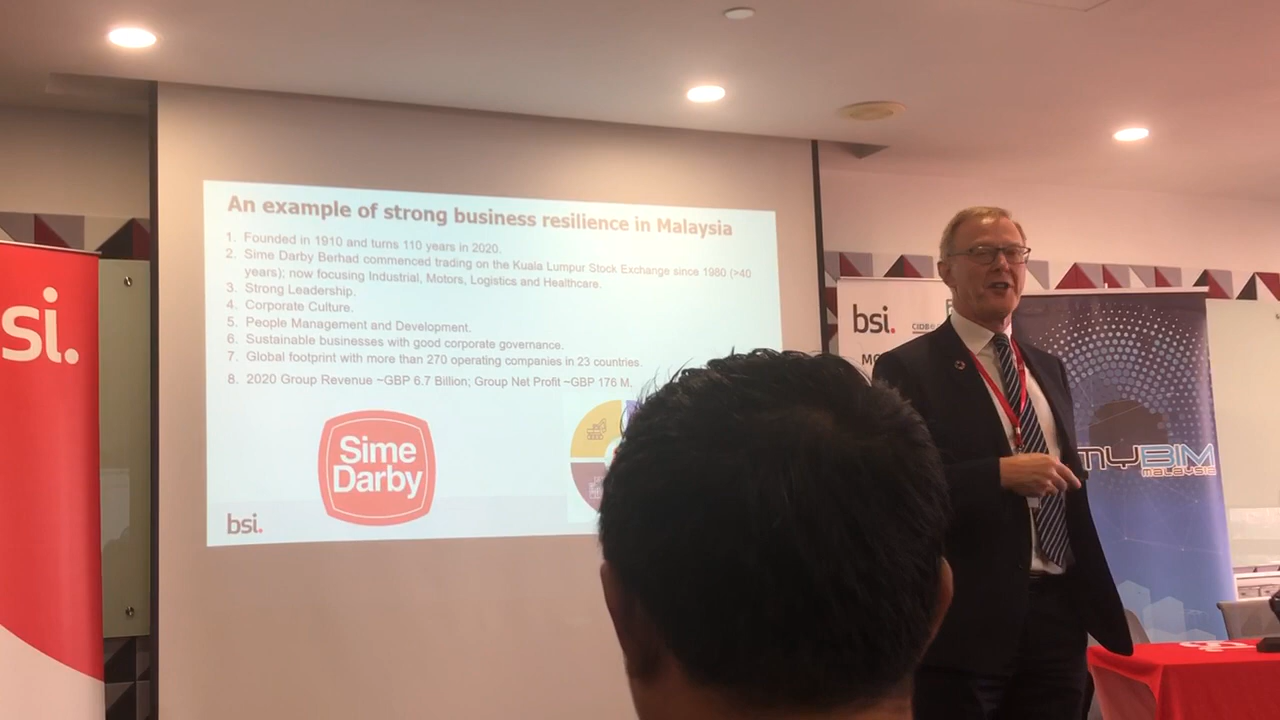 An example of strong business resilience in Malaysia
1. Founded in 1910 and turns 110 years in 2020.
2. Sime Darby Berhad commenced trading on the Kuala Lumpur Stock Exchange since 1980 (>40
years); now focusing Industrial, Motors, Logistics and Healthcare.
3. Strong Leadership.
4. Corporate Culture.
5. People Management and Development.
6. Sustainable businesses with good corporate governance.
7. Global footprint with more than 270 operating companies in 23 countries.
8. 2020 Group Revenue ~GBP 6.7 Billion; Group Net Profit ~GBP 176 M.
Sime
Darby
bsi.
si.
bsi.
CIDB
myBIM
MALAYSIA